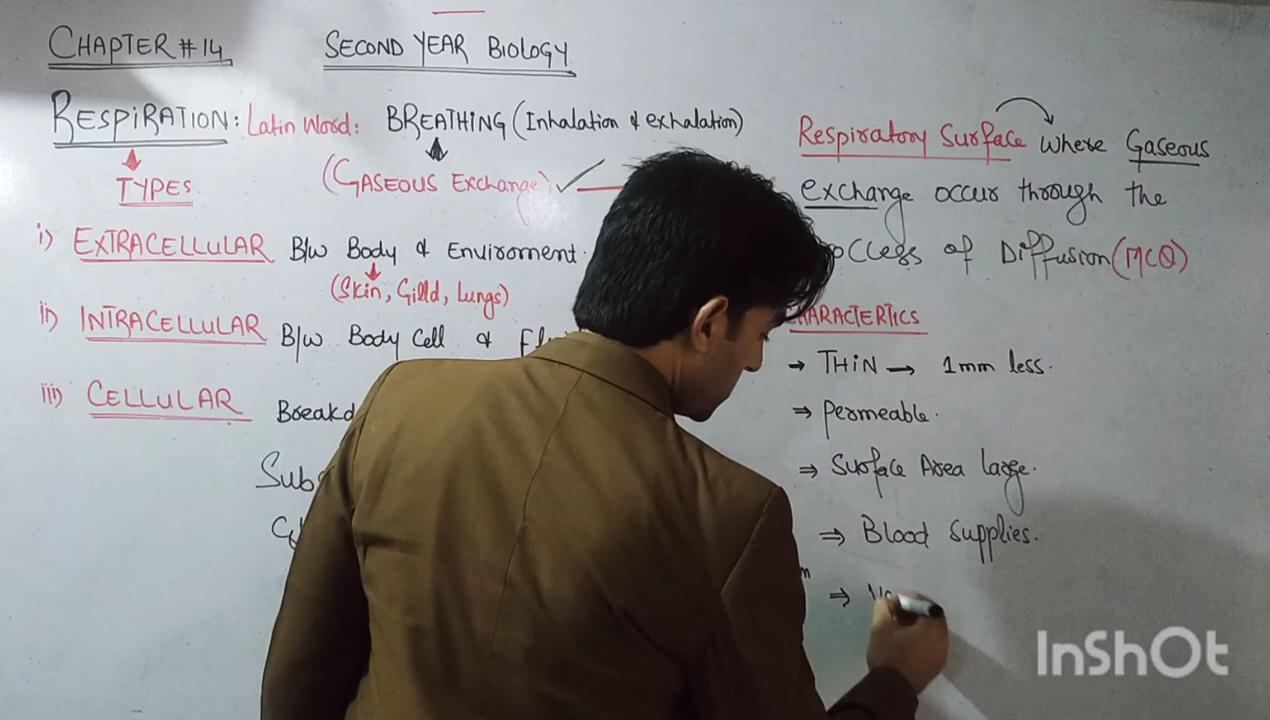 CHAPTER # 14 SECOND YEAR BIOLOGY
RESPIRATION: Latin Word: BREATHING (Inhalation & exhalation)
TYPES (GASEOUS Exchange)
i) EXTRACELLULAR B/w Body & Enviroment.
(Skin, Gilld, Lungs)
ii) INTRACELLULAR B/w Body Cell &
iii) CELLULAR
Respiratory Surface where Gaseous
exchange occur through the
of Diffusion (MCQ)
→ THIN → 1mm less.
⇒ Permeable.
⇒ Surface Area large.
⇒ Blood Supplies.
⇒
InShOt